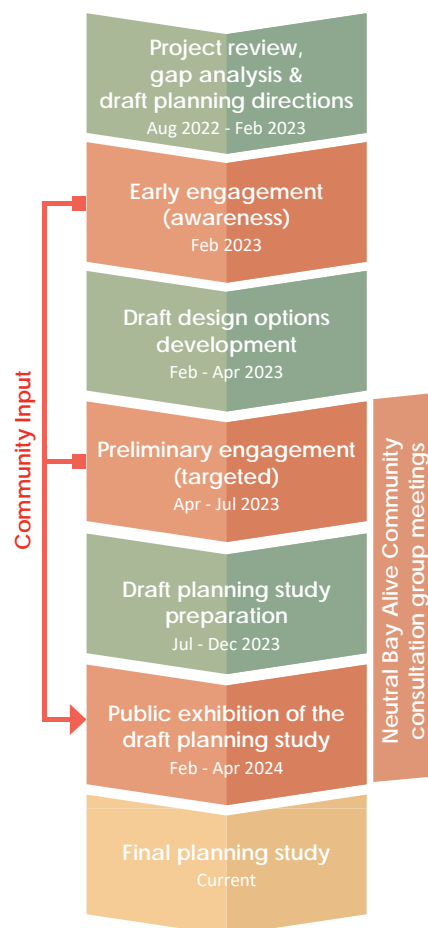 Project review,
gap analysis &
draft planning directions
Aug 2022 - Feb 2023
Early engagement
(awareness)
Feb 2023
Draft design options
development
Feb - Apr 2023
Preliminary engagement
(targeted)
Apr - Jul 2023
Draft planning study
preparation
Jul - Dec 2023
Public exhibition of the
draft planning study
Feb - Apr 2024
Final planning study
Current
Community Input
Neutral Bay Alive Community
consultation group meetings